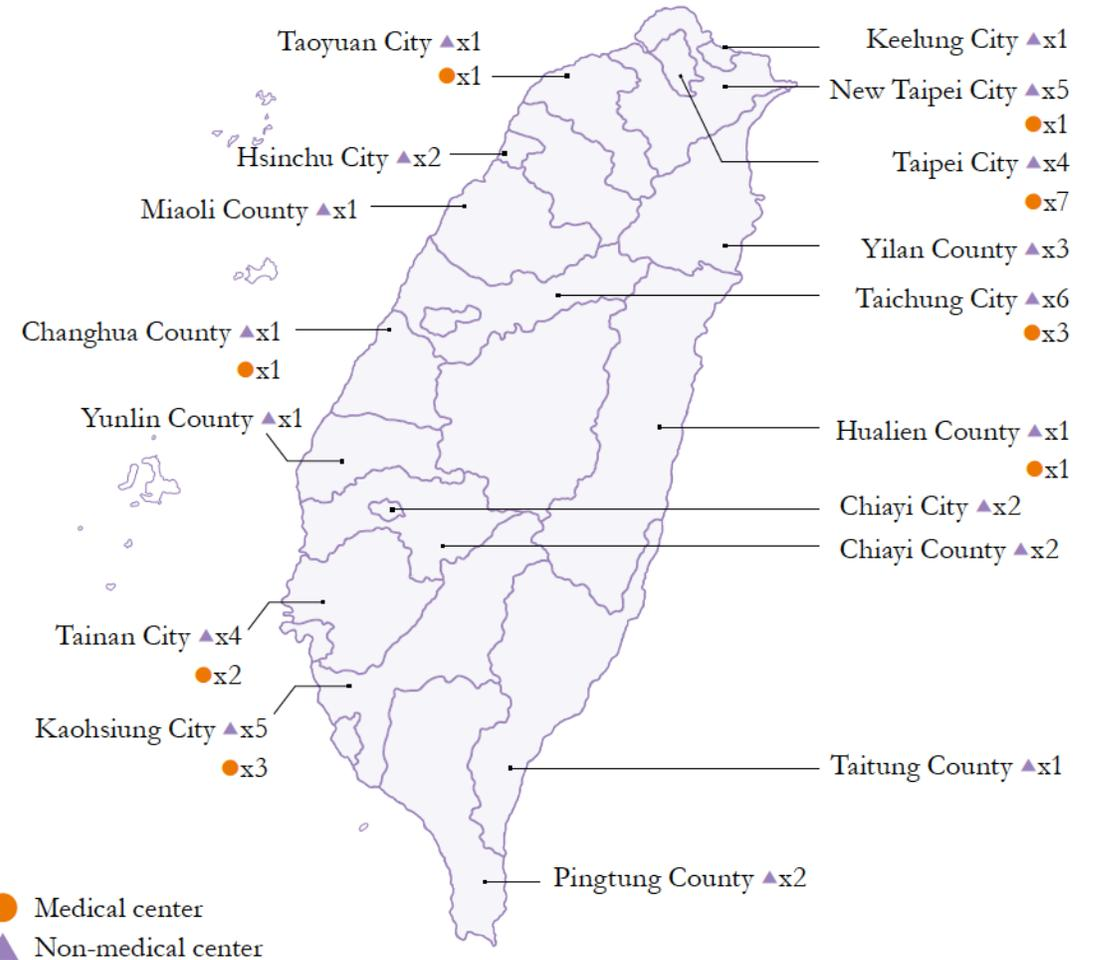 Taoyuan City ▲x1
●x1
Hsinchu City ▲x2
Miaoli County ▲x1
Changhua County ▲x1
●x1
Yunlin County ▲x1
Tainan City ▲x4
●x2
Kaohsiung City ▲x5
●x3
Keelung City ▲x1
New Taipei City ▲x5
●x1
Taipei City ▲x4
●x7
Yilan County ▲x3
Taichung City ▲x6
●x3
Hualien County ▲x1
●x1
Chiayi City ▲x2
Chiayi County ▲x2
Taitung County ▲x1
Pingtung County ▲x2
● Medical center
▲ Non-medical center